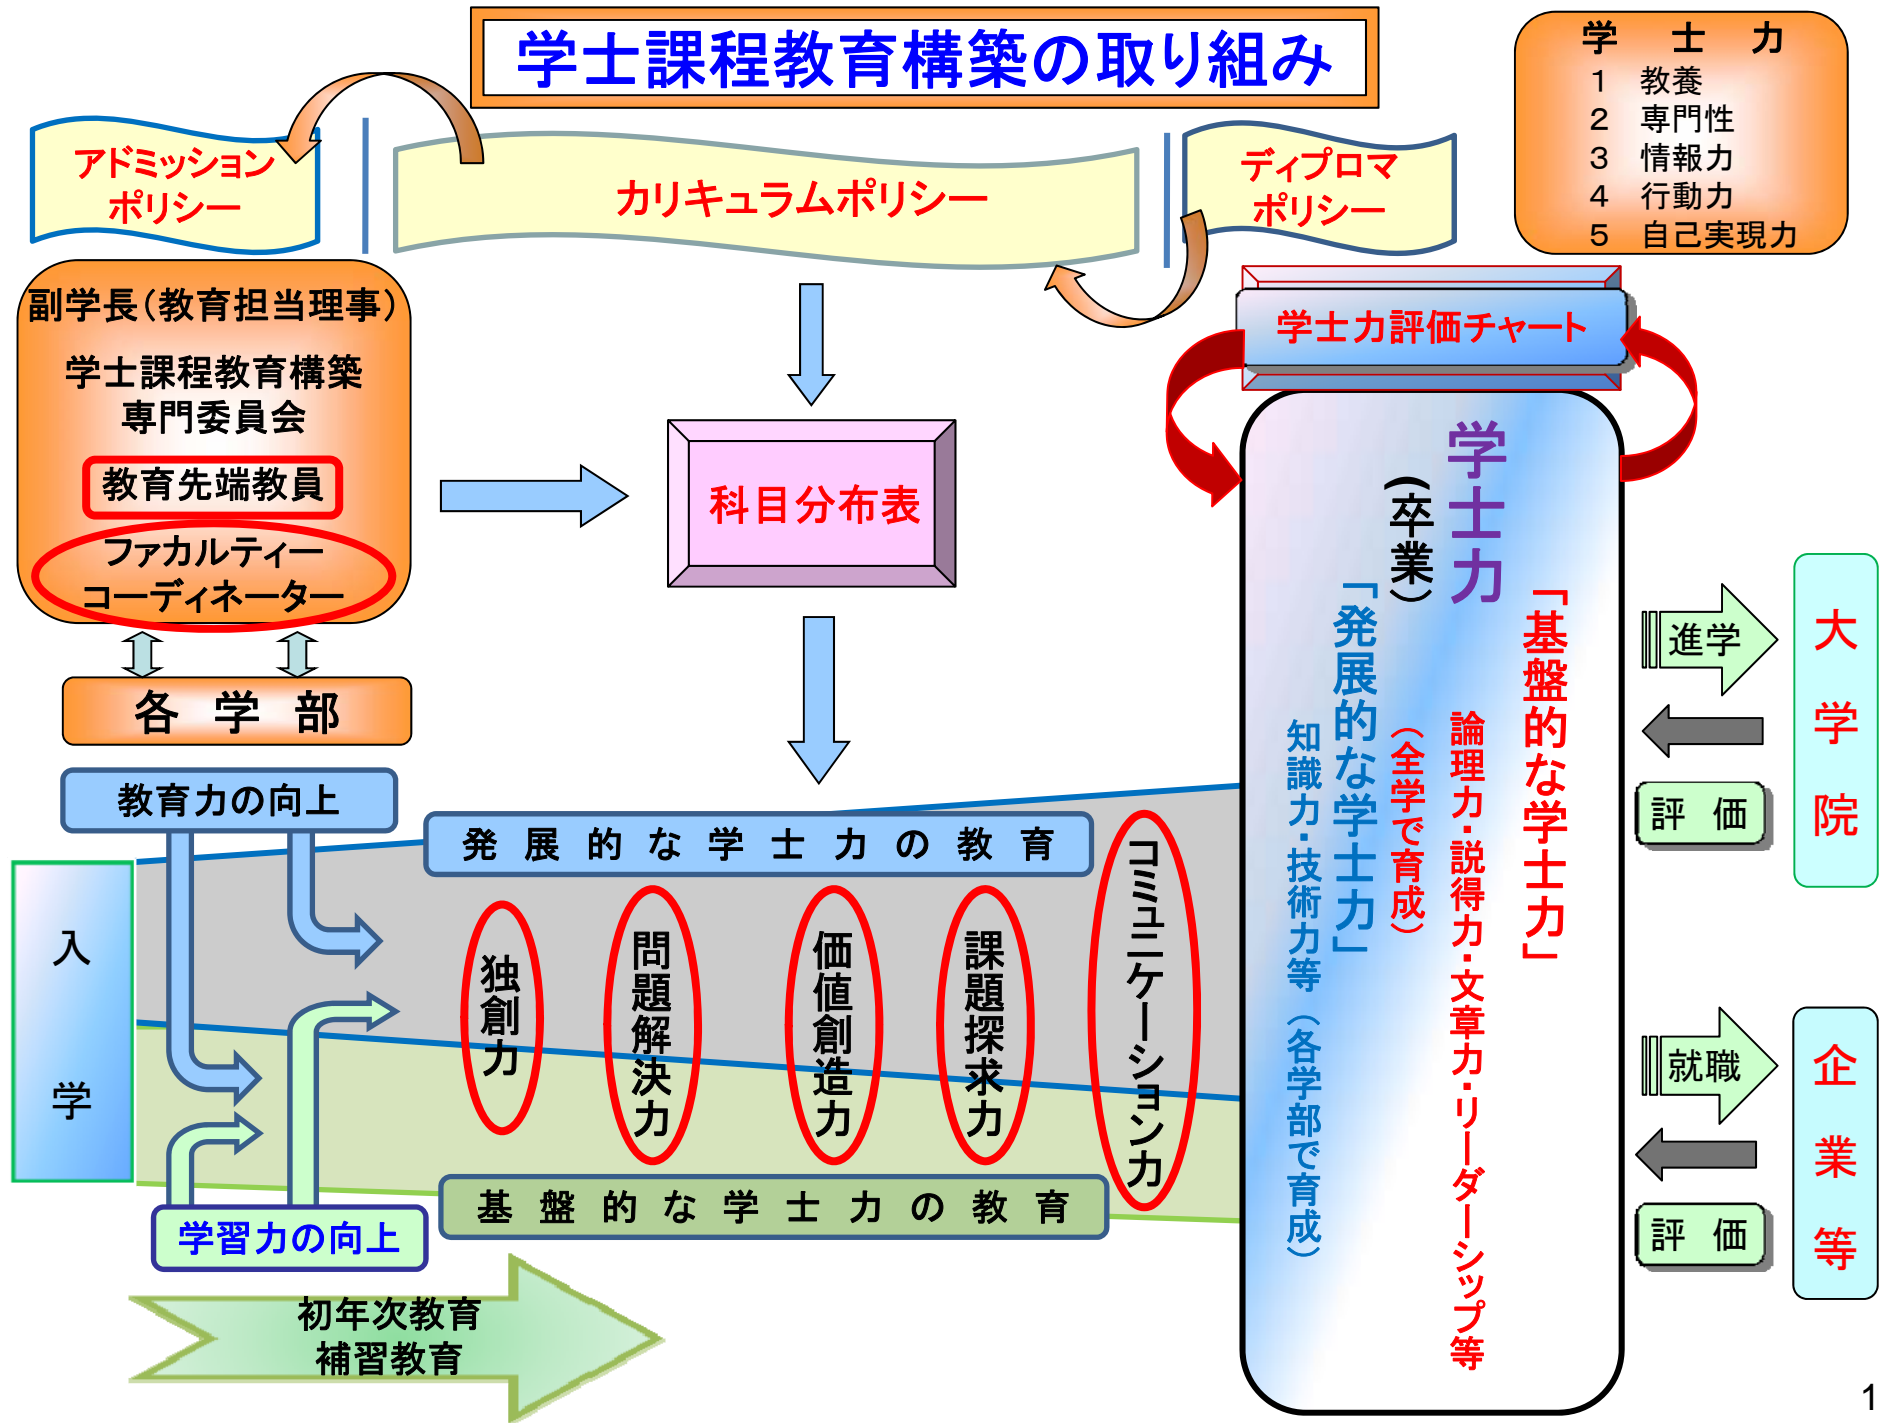 学士課程教育構築の取り組み
学　士　力
1　教養
2　専門性
3　情報力
4　行動力
5　自己実現力
アドミッション
ポリシー
カリキュラムポリシー
ディプロマ
ポリシー
副学長（教育担当理事）
学士課程教育構築
専門委員会
教育先端教員
ファカルティー
コーディネーター
各　学　部
科目分布表
学士力評価チャート
学士力
（卒業）
「基盤的な学士力」
論理力・説得力・文章力・リーダーシップ等
（全学で育成）
「発展的な学士力」
知識力・技術力等（各学部で育成）
進学
評　価
大学院
就職
評　価
企業等
教育力の向上
入学
発展的な学士力の教育
独創力
問題解決力
価値創造力
課題探求力
コミュニケーション力
基盤的な学士力の教育
学習力の向上
初年次教育
補習教育
1